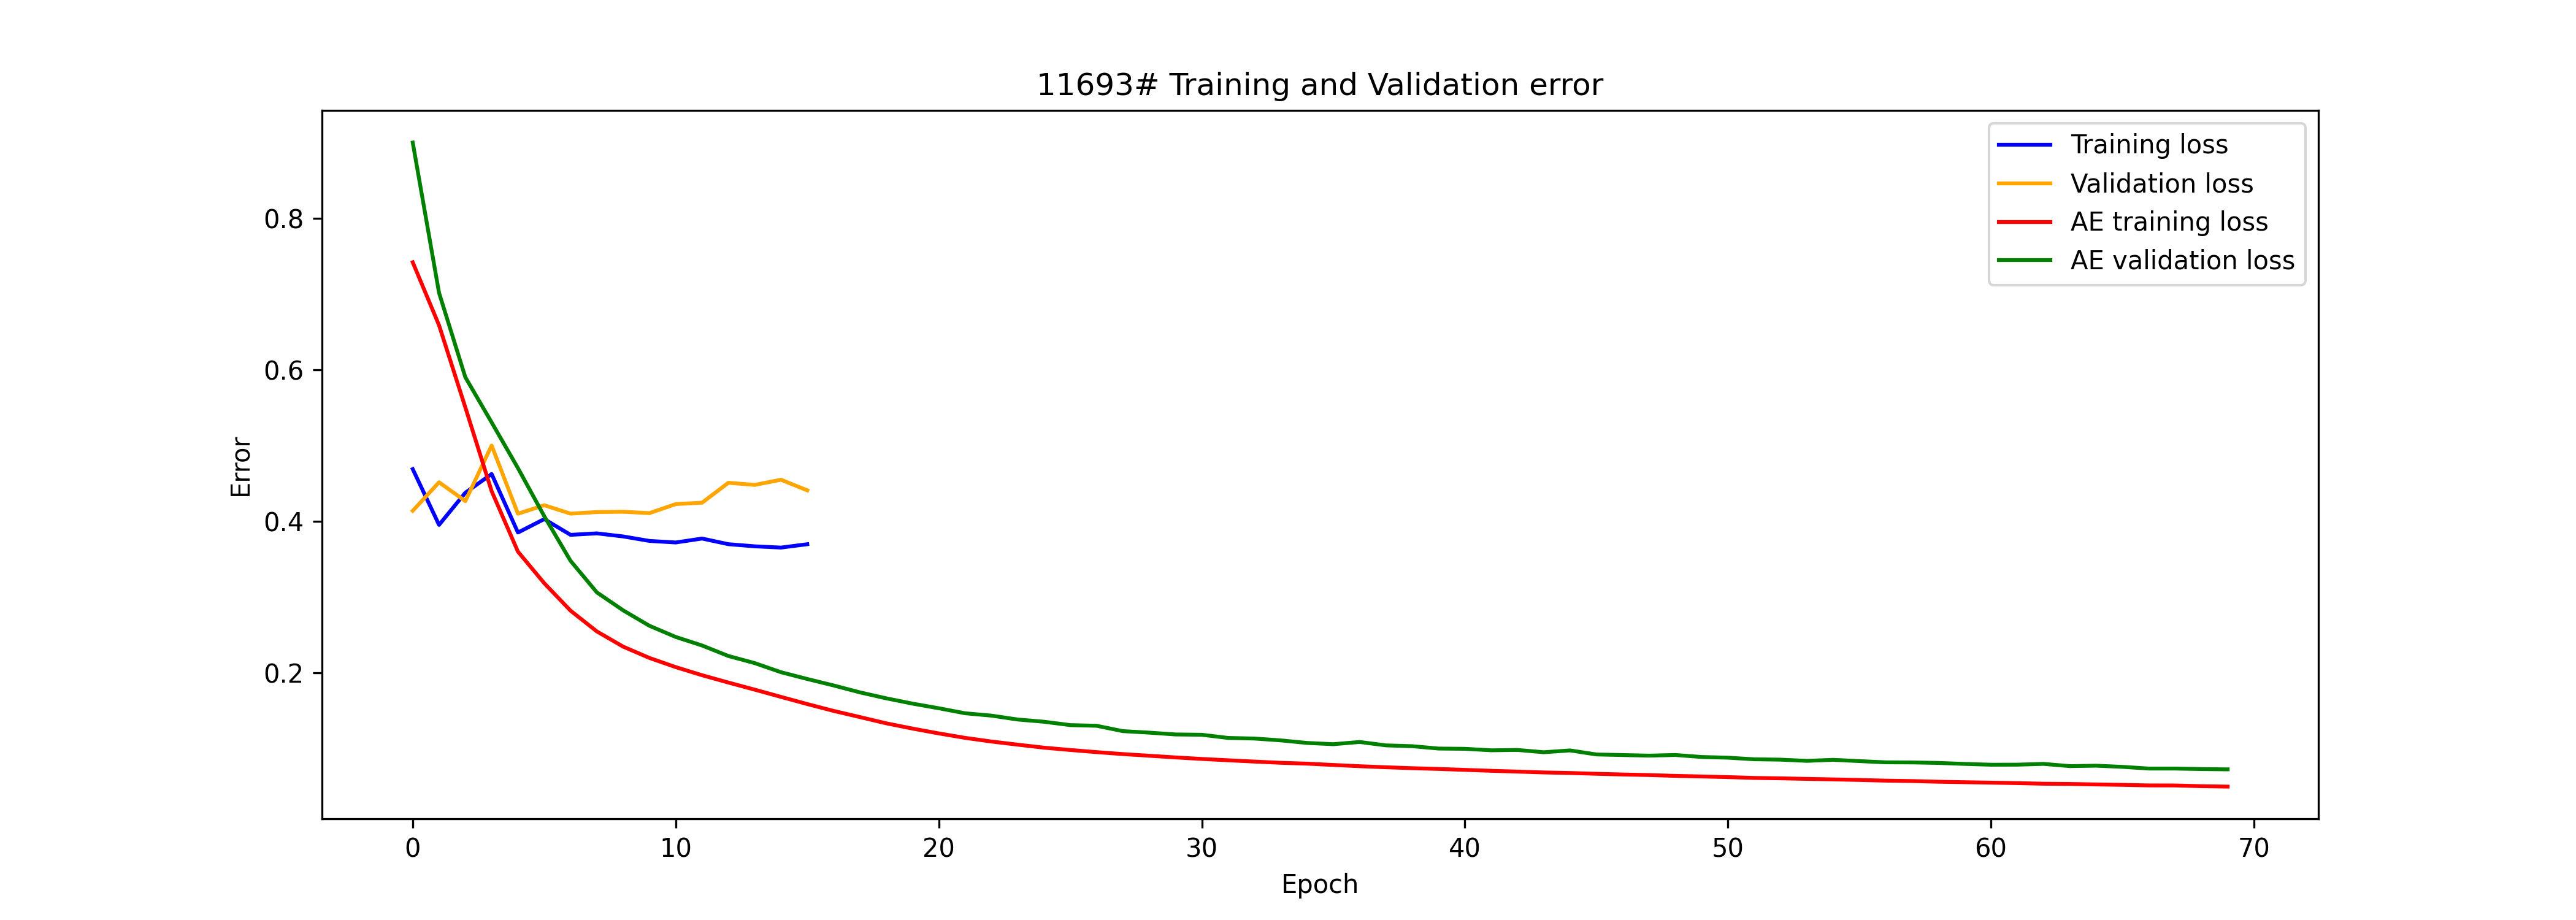 11693# Training and Validation error
Training loss
Validation loss
AE training loss
AE validation loss
Error
0.8
0.6
0.4
0.2
0 10 20 30 40 50 60 70
Epoch